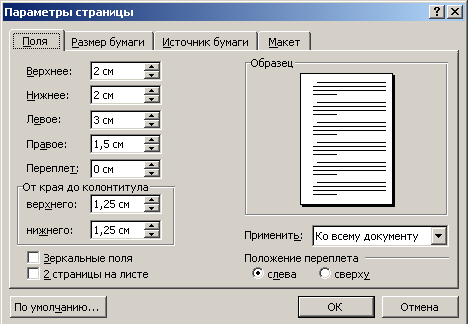 Параметры страницы
Поля Размер бумаги Источник бумаги Макет
Верхнее: 2 см
Нижнее: 2 см
Левое: 3 см
Правое: 1,5 см
Переплет: 0 см
От края до колонтитула
верхнего: 1,25 см
нижнего: 1,25 см
Зеркальные поля
2 страницы на листе
Образец
Применить: Ко всему документу
Положение переплета
слева сверху
По умолчанию... ОК Отмена